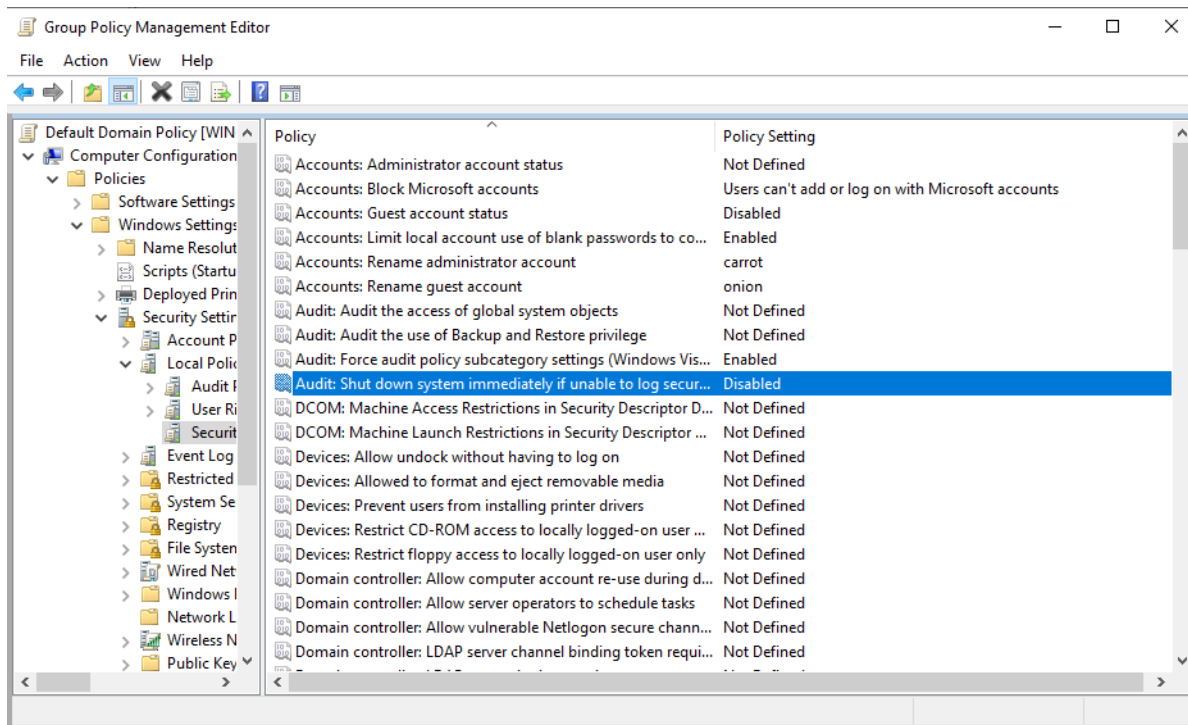 Group Policy Management Editor
File Action View Help
Default Domain Policy [WIN
Computer Configuration
Policies
Software Settings
Windows Settings
Name Resolut
Scripts (Startu
Deployed Prin
Security Settin
Account P
Local Polic
Audit P
User Ri
Securit
Event Log
Restricted
System Se
Registry
File System
Wired Net
Windows
Network L
Wireless N
Public Key
Policy Policy Setting
Accounts: Administrator account status Not Defined
Accounts: Block Microsoft accounts Users can't add or log on with Microsoft accounts
Accounts: Guest account status Disabled
Accounts: Limit local account use of blank passwords to co... Enabled
Accounts: Rename administrator account carrot
Accounts: Rename guest account onion
Audit: Audit the access of global system objects Not Defined
Audit: Audit the use of Backup and Restore privilege Not Defined
Audit: Force audit policy subcategory settings (Windows Vis... Enabled
Audit: Shut down system immediately if unable to log secur... Disabled
DCOM: Machine Access Restrictions in Security Descriptor D... Not Defined
DCOM: Machine Launch Restrictions in Security Descriptor ... Not Defined
Devices: Allow undock without having to log on Not Defined
Devices: Allowed to format and eject removable media Not Defined
Devices: Prevent users from installing printer drivers Not Defined
Devices: Restrict CD-ROM access to locally logged-on user ... Not Defined
Devices: Restrict floppy access to locally logged-on user only Not Defined
Domain controller: Allow computer account re-use during d... Not Defined
Domain controller: Allow server operators to schedule tasks Not Defined
Domain controller: Allow vulnerable Netlogon secure chann... Not Defined
Domain controller: LDAP server channel binding token requi... Not Defined